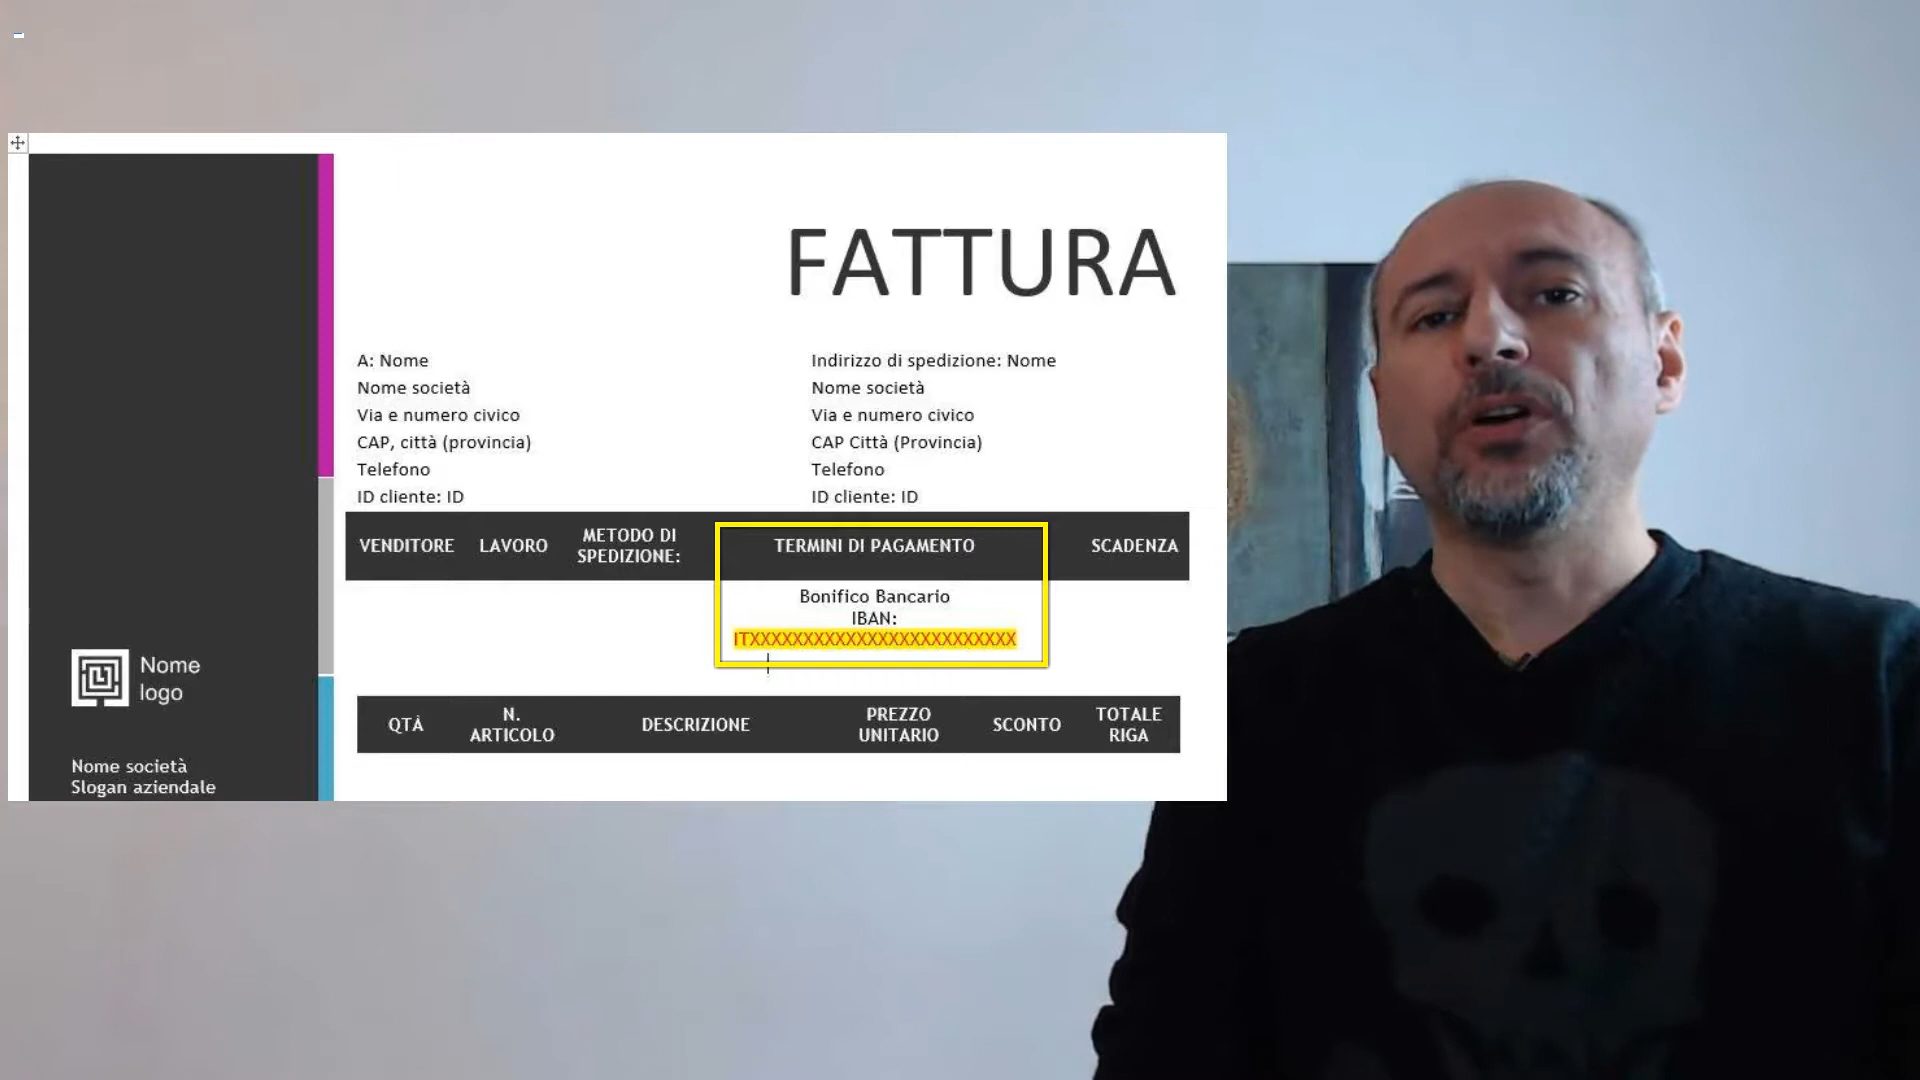 FATTURA
A: Nome
Nome società
Via e numero civico
CAP, città (provincia)
Telefono
ID cliente: ID
Indirizzo di spedizione: Nome
Nome società
Via e numero civico
CAP Città (Provincia)
Telefono
ID cliente: ID
VENDITORE
LAVORO
METODO DI
SPEDIZIONE:
TERMINI DI PAGAMENTO
SCADENZA
Bonifico Bancario
IBAN:
ITXXXXXXXXXXXXXXXXXXXXXXXXX
Nome
logo
QTÀ
N.
ARTICOLO
DESCRIZIONE
PREZZO
UNITARIO
SCONTO
TOTALE
RIGA
Nome società
Slogan aziendale